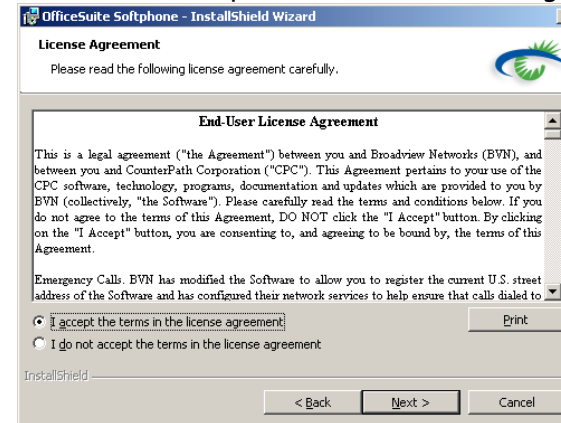 OfficeSuite Softphone - InstallShield Wizard
License Agreement
Please read the following license agreement carefully.
End-User License Agreement
This is a legal agreement ("the Agreement") between you and Broadview Networks (BVN), and
between you and CounterPath Corporation ("CPC"). This Agreement pertains to your use of the
CPC software, technology, programs, documentation and updates which are provided to you by
BVN (collectively, "the Software"). Please carefully read the terms and conditions below. If you
do not agree to the terms of this Agreement, DO NOT click the "I Accept" button. By clicking
on the "I Accept" button, you are consenting to, and agreeing to be bound by, the terms of this
Agreement.
Emergency Calls. BVN has modified the Software to allow you to register the current U.S. street
address of the Software and has configured their network services to help ensure that calls dialed to
I accept the terms in the license agreement
Print
I do not accept the terms in the license agreement
InstallShield
< Back
Next >
Cancel